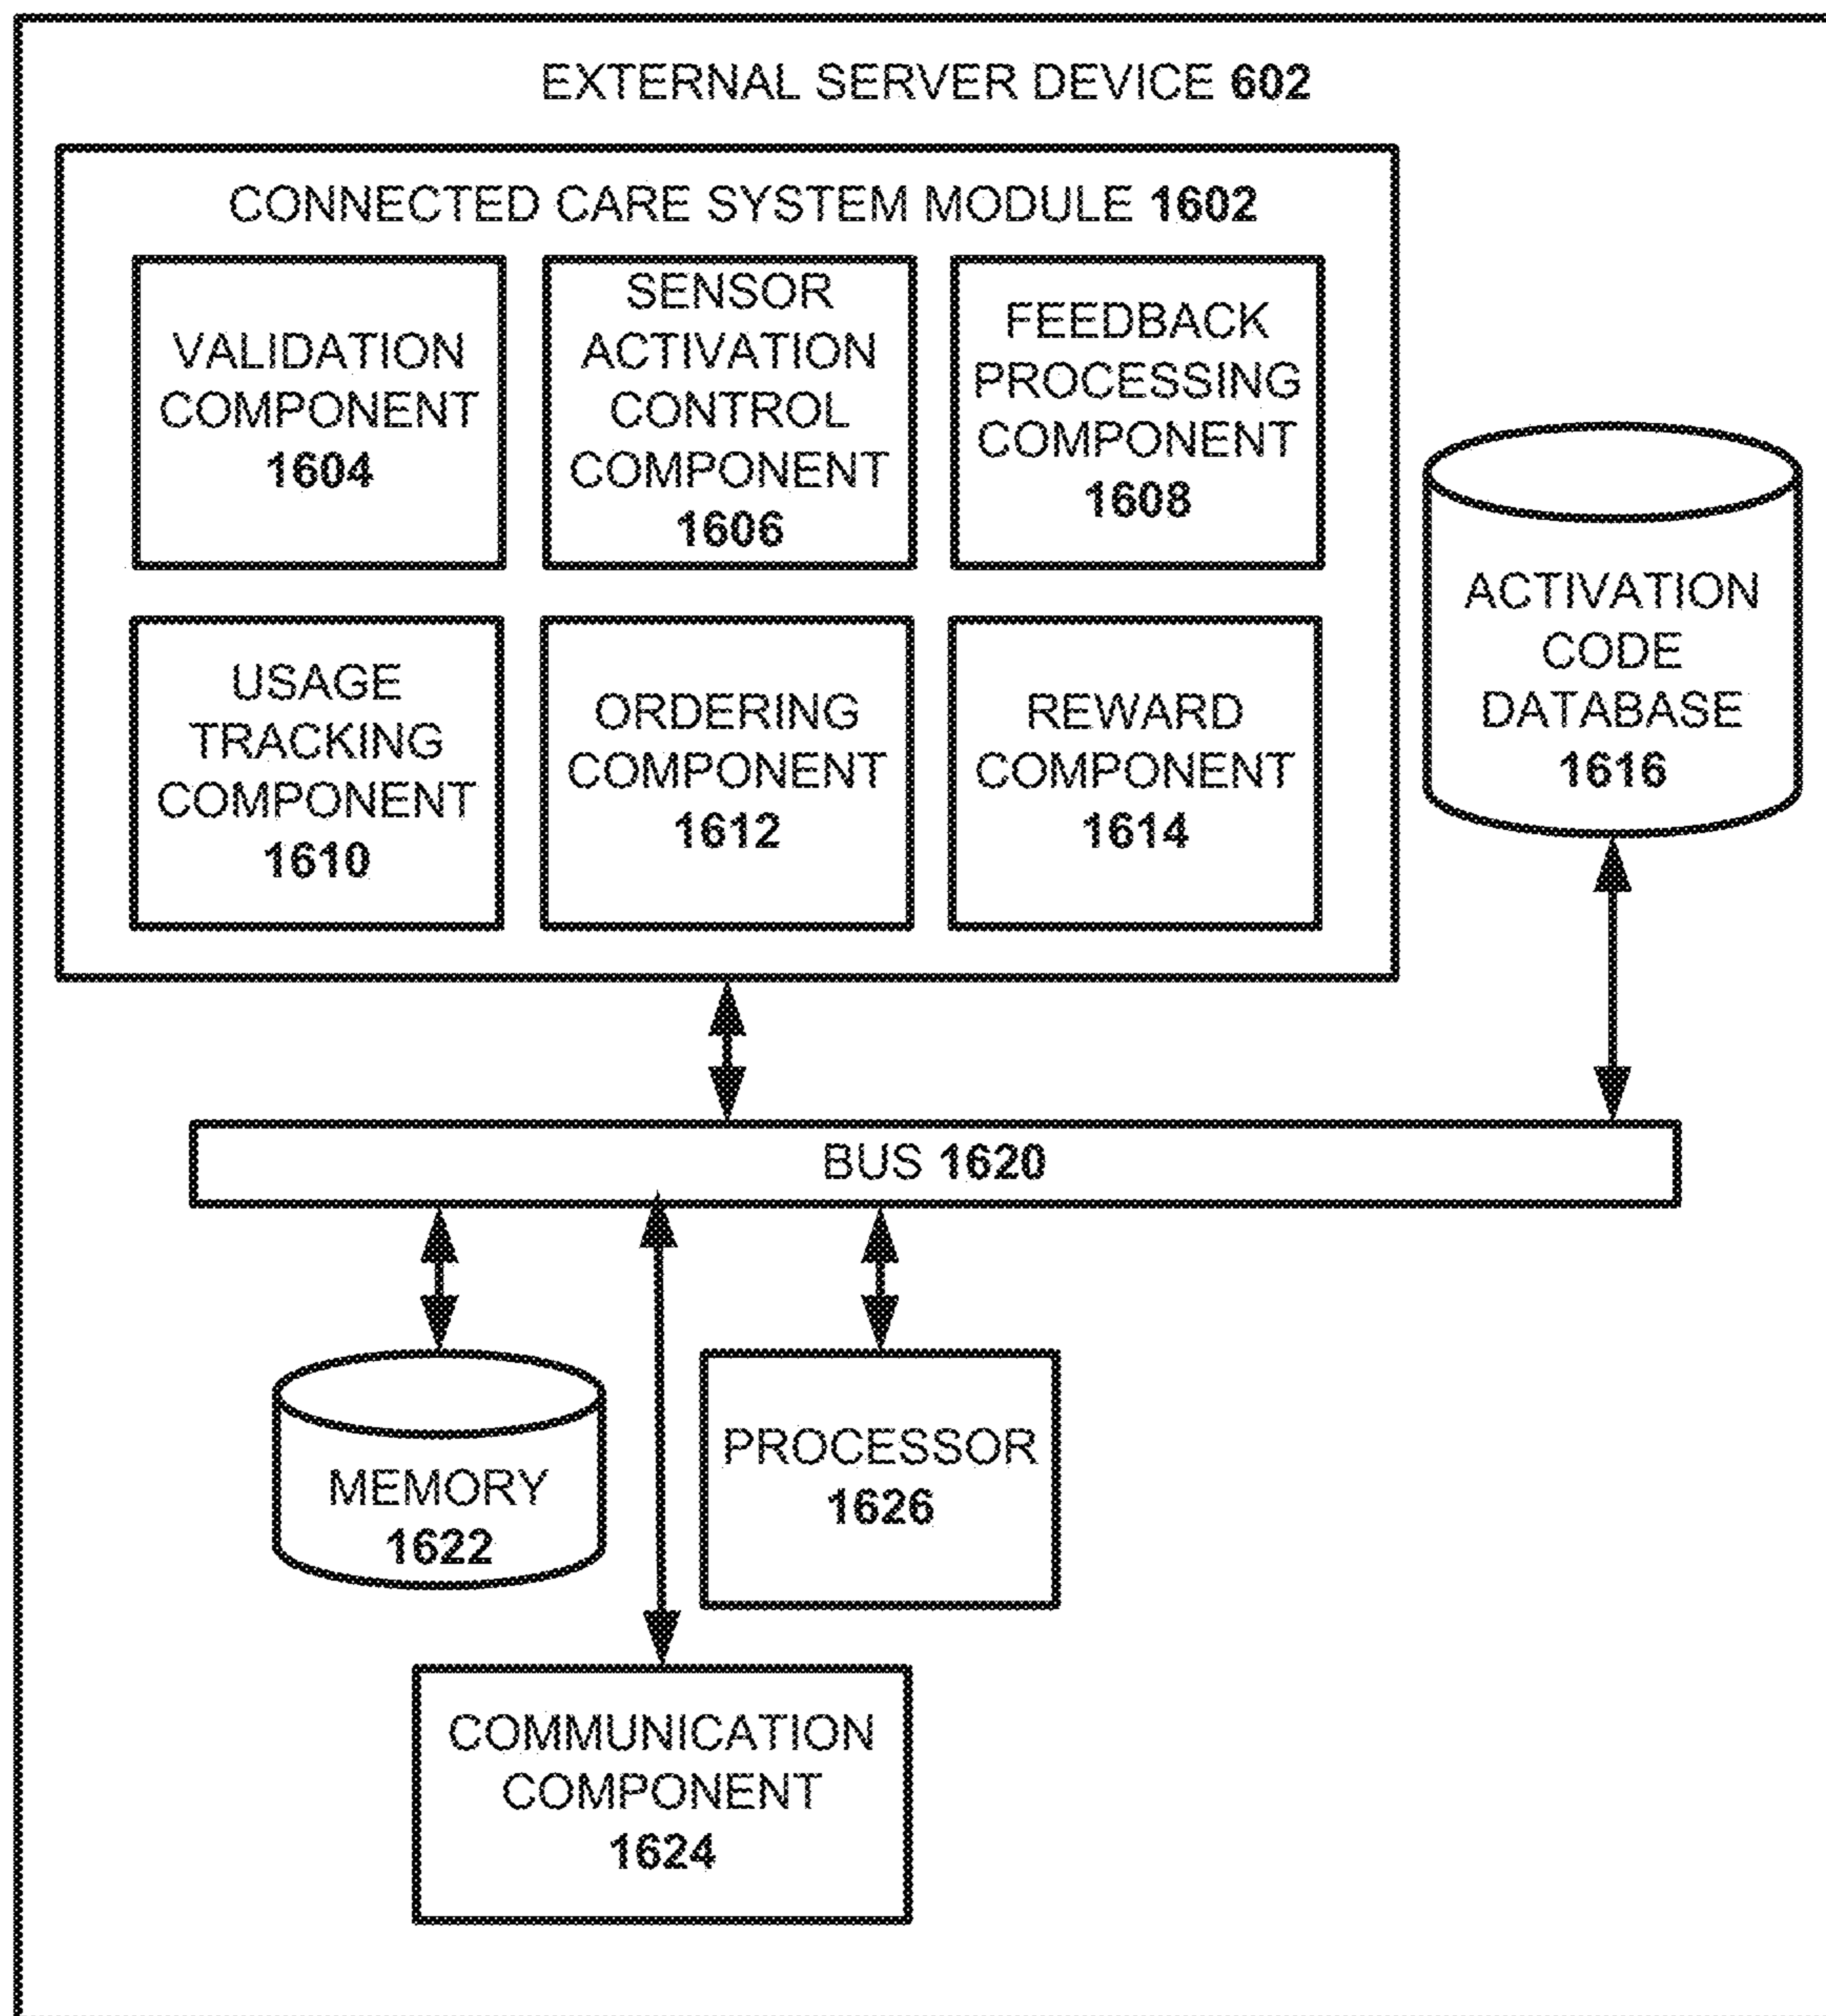 EXTERNAL SERVER DEVICE 602
CONNECTED CARE SYSTEM MODULE 1602
VALIDATION
COMPONENT
1604
SENSOR
ACTIVATION
CONTROL
COMPONENT
1606
FEEDBACK
PROCESSING
COMPONENT
1608
USAGE
TRACKING
COMPONENT
1610
ORDERING
COMPONENT
1612
REWARD
COMPONENT
1614
ACTIVATION
CODE
DATABASE
1616
BUS 1620
MEMORY
1622
PROCESSOR
1626
COMMUNICATION
COMPONENT
1624